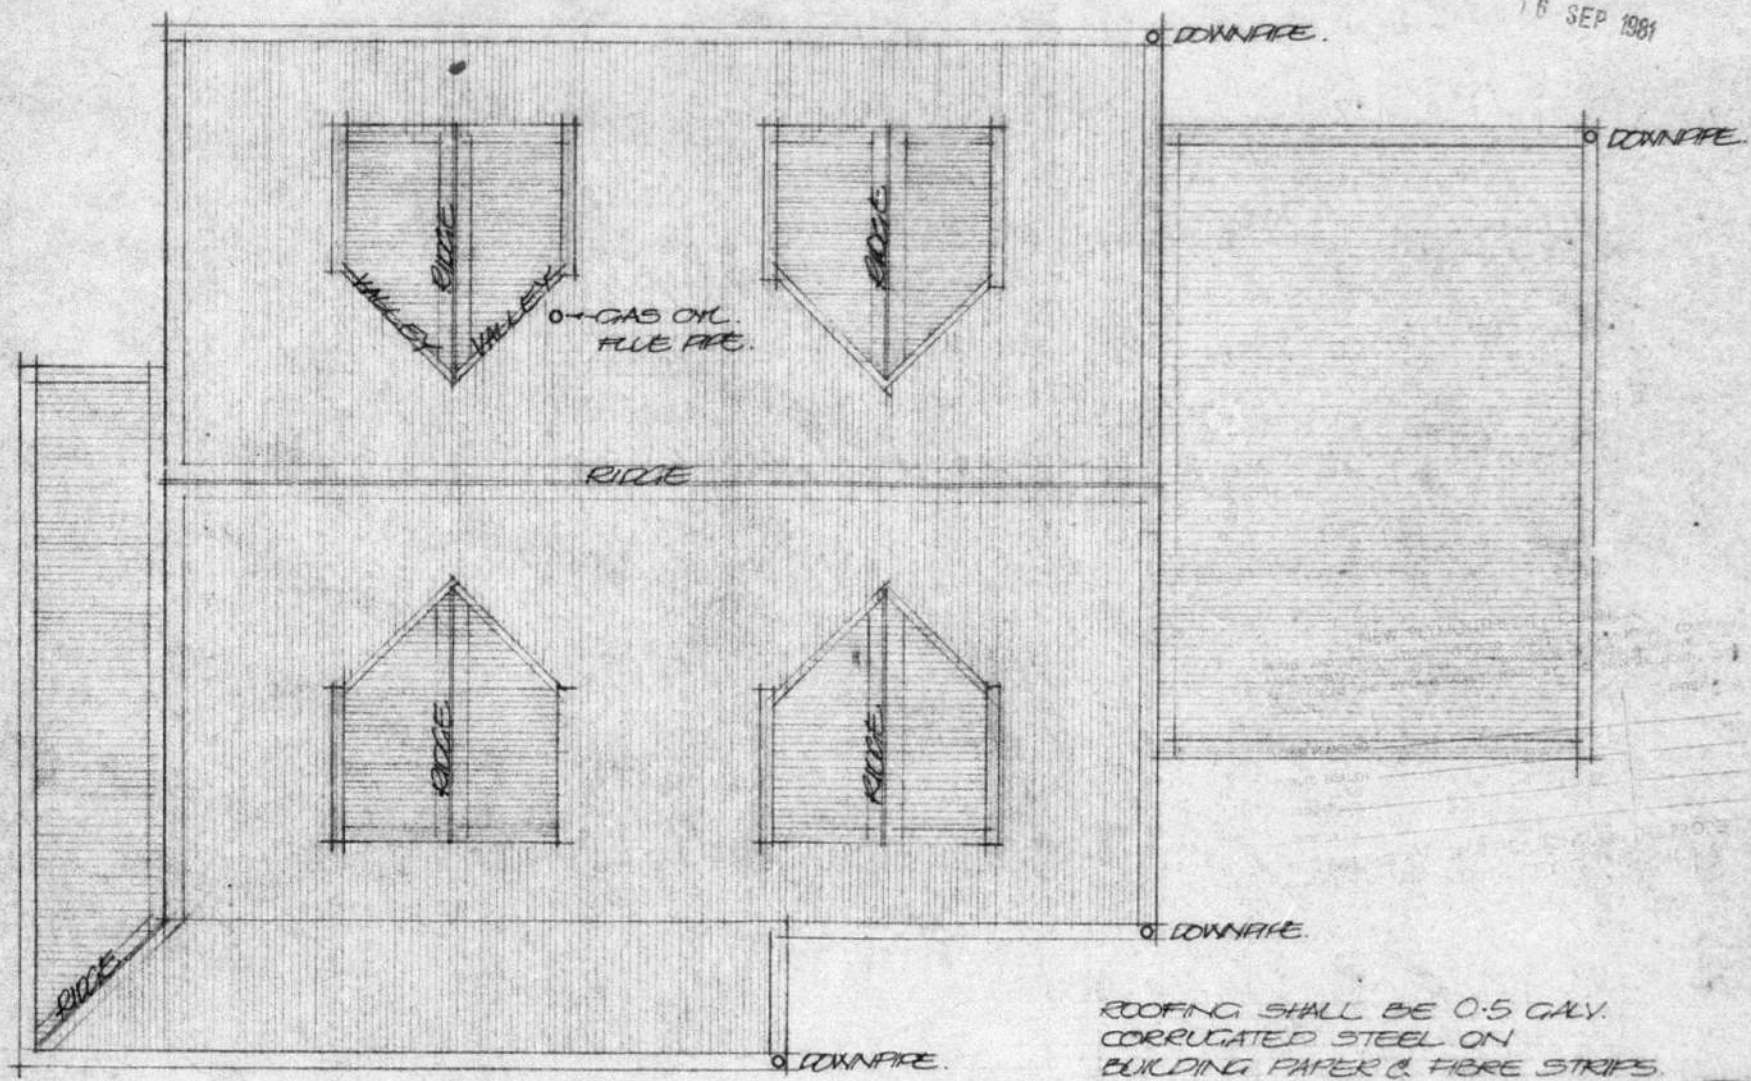 16 SEP 1981
DOWNPIPE.
DOWNPIPE.
RIDGE
RIDGE
VALLEY
VALLEY
GAS CYL.
FLUE PIPE.
RIDGE
RIDGE
RIDGE
DOWNPIPE.
RIDGE
DOWNPIPE.
ROOFING SHALL BE 0.5 GALV.
CORRUGATED STEEL ON
BUILDING PAPER & FIBRE STRIPS.